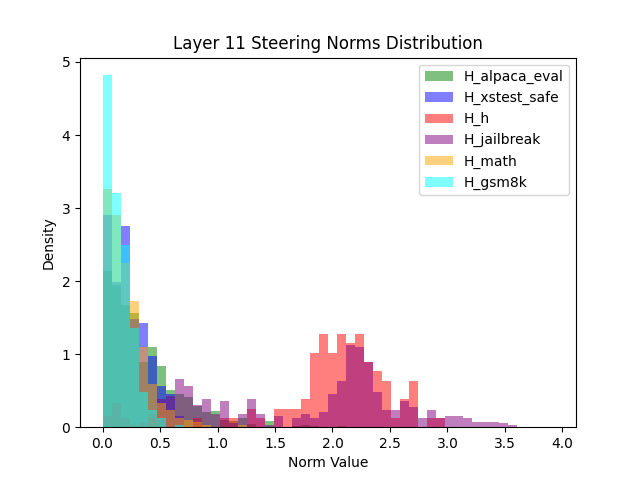 Layer 11 Steering Norms Distribution
H_alpaca_eval
H_xstest_safe
H_h
H_jailbreak
H_math
H_gsm8k
5
4
3
2
1
0
Density
0.0 0.5 1.0 1.5 2.0 2.5 3.0 3.5 4.0
Norm Value